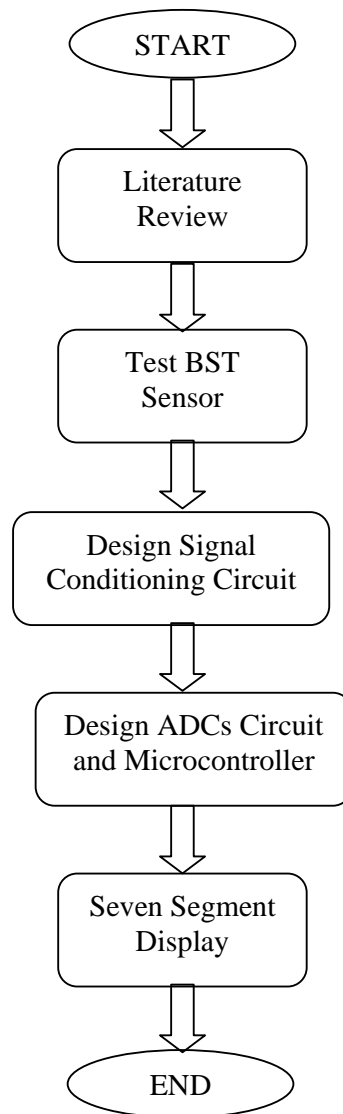 START
Literature
Review
Test BST
Sensor
Design Signal
Conditioning Circuit
Design ADCs Circuit
and Microcontroller
Seven Segment
Display
END